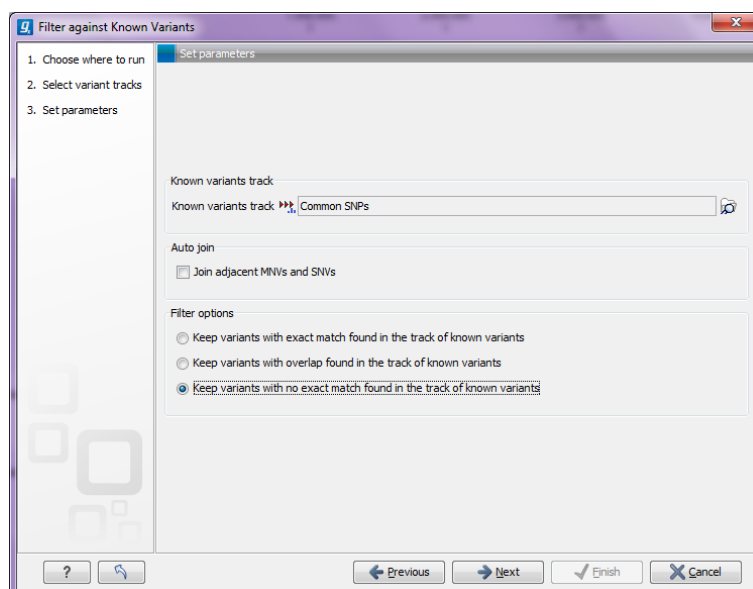 Filter against Known Variants
1. Choose where to run
2. Select variant tracks
3. Set parameters
Set parameters
Known variants track
Known variants track Common SNPs
Auto join
Join adjacent MNVs and SNVs
Filter options
Keep variants with exact match found in the track of known variants
Keep variants with overlap found in the track of known variants
Keep variants with no exact match found in the track of known variants
? Previous Next Finish Cancel